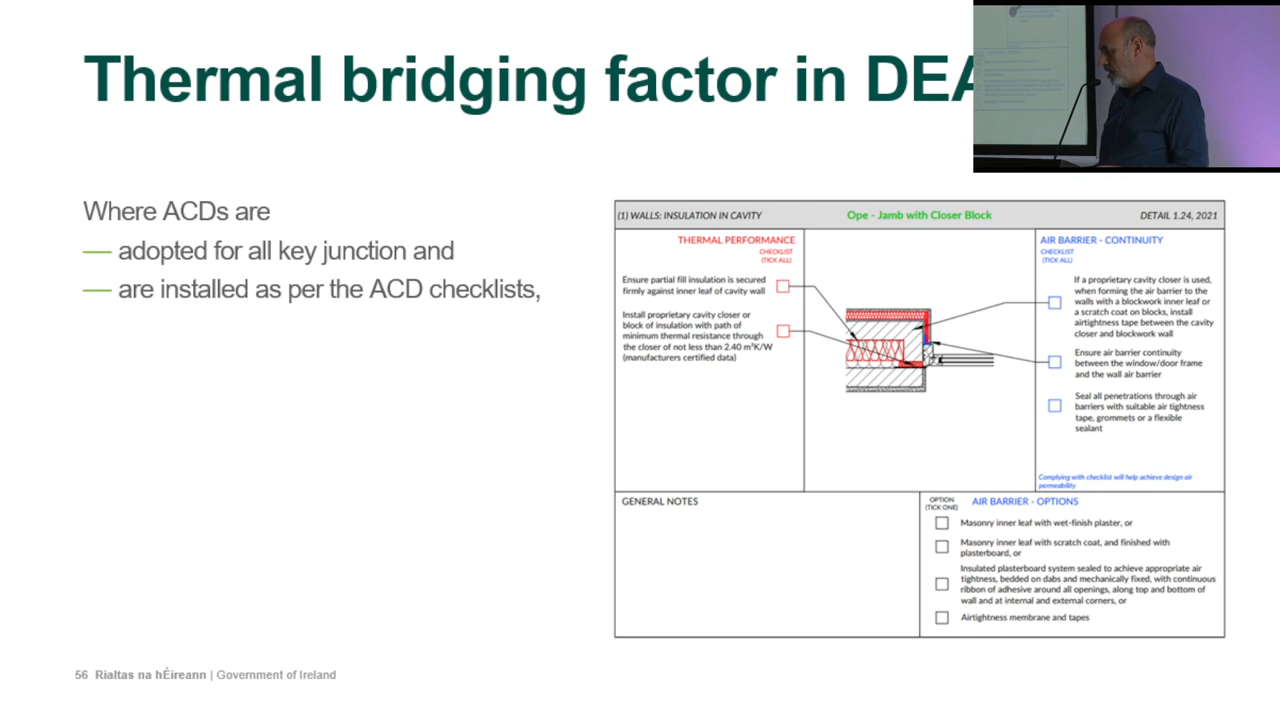 Thermal bridging factor in DEA
Where ACDs are
— adopted for all key junction and
— are installed as per the ACD checklists,
(1) WALLS: INSULATION IN CAVITY
Ope - Jamb with Closer Block
DETAIL 1.24, 2021
THERMAL PERFORMANCE
CHECKLIST
(TICK ALL)
Ensure partial fill insulation is secured
firmly against inner leaf of cavity wall
Install proprietary cavity closer or
block of insulation with path of
minimum thermal resistance through
the closer of not less than 2.40 m²K/W
(manufacturers certified data)
AIR BARRIER - CONTINUITY
CHECKLIST
(TICK ALL)
If a proprietary cavity closer is used,
when forming the air barrier to the
walls with a blockwork inner leaf or
a scratch coat on blocks, install
airtightness tape between the cavity
closer and blockwork wall
Ensure air barrier continuity
between the window/door frame
and the wall air barrier
Seal all penetrations through air
barriers with suitable air tightness
tape, grommets or a flexible
sealant
Complying with checklist will help achieve design air
permeability
GENERAL NOTES
OPTION
(TICK ONE)
AIR BARRIER - OPTIONS
Masonry inner leaf with wet-finish plaster, or
Masonry inner leaf with scratch coat, and finished with
plasterboard, or
Insulated plasterboard system sealed to achieve appropriate air
tightness, bedded on dabs and mechanically fixed, with continuous
ribbon of adhesive around all openings, along top and bottom of
wall and at internal and external corners, or
Airtightness membrane and tapes
56 Rialtas na hÉireann | Government of Ireland